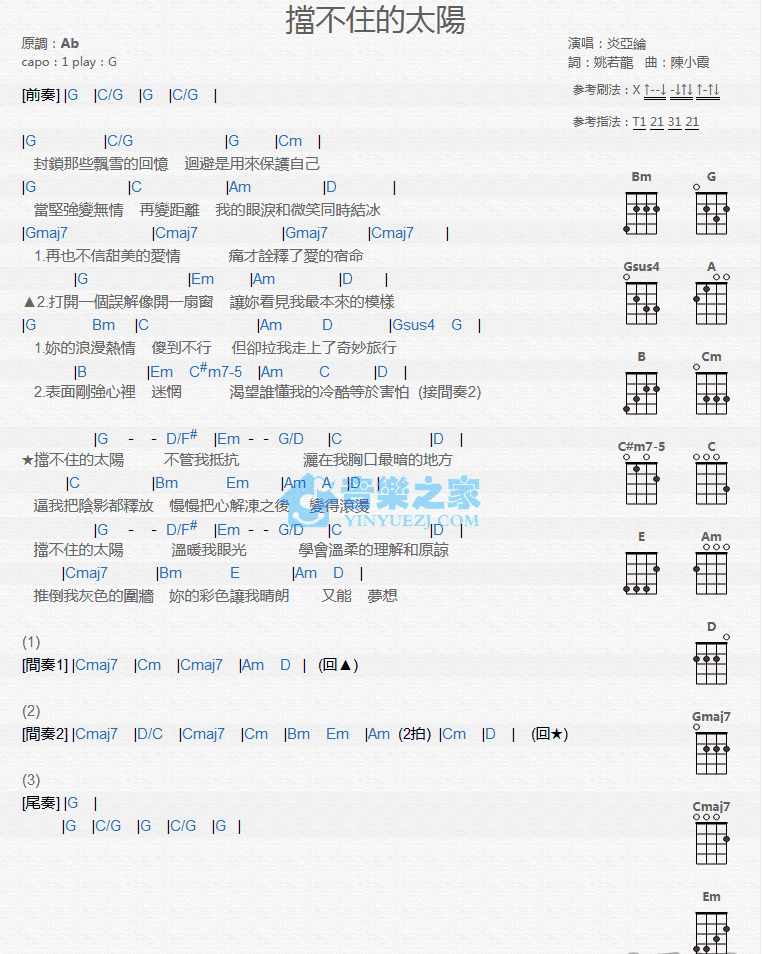 擋不住的太陽
原調：Ab
演唱：炎亞綸
capo：1 play：G
詞：姚若龍 曲：陳小霞
參考刷法：X ↑--↓ -↓↑↓ ↑-↑↓
參考指法：T1 21 31 21
[前奏] |G |C/G |G |C/G |
|G |C/G |G |Cm |
封鎖那些飄雪的回憶 迴避是用來保護自己
|G |C |Am |D |
當堅強變無情 再變距離 我的眼淚和微笑同時結冰
|Gmaj7 |Cmaj7 |Gmaj7 |Cmaj7 |
1.再也不信甜美的愛情 痛才詮釋了愛的宿命
|G |Em |Am |D |
▲2.打開一個誤解像開一扇窗 讓妳看見我最本來的模樣
|G Bm |C |Am D |Gsus4 G |
1.妳的浪漫熱情 傻到不行 但卻拉我走上了奇妙旅行
|B |Em C#m7-5 |Am C |D |
2.表面剛強心裡 迷惘 渴望誰懂我的冷酷等於害怕 (接間奏2)
|G - - D/F# |Em - - G/D |C |D |
★擋不住的太陽 不管我抵抗 灑在我胸口最暗的地方
|C |Bm Em |Am A |D |
逼我把陰影都釋放 慢慢把心解凍之後 變得滾燙
|G - - D/F# |Em - - G/D |C |D |
擋不住的太陽 溫暖我眼光 學會溫柔的理解和原諒
|Cmaj7 |Bm E |Am D |
推倒我灰色的圍牆 妳的彩色讓我晴朗 又能 夢想
(1)
[間奏1] |Cmaj7 |Cm |Cmaj7 |Am D | (回▲)
(2)
[間奏2] |Cmaj7 |D/C |Cmaj7 |Cm |Bm Em |Am (2拍) |Cm |D | (回★)
(3)
[尾奏] |G |
|G |C/G |G |C/G |G |
Bm G
Gsus4 A
B Cm
C#m7-5 C
E Am
D
Gmaj7
Cmaj7
Em
音樂之家
YINYUEZJ.COM